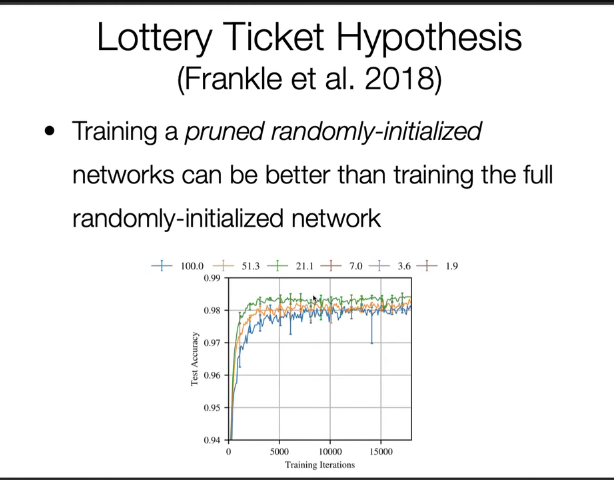 Lottery Ticket Hypothesis
(Frankle et al. 2018)
• Training a pruned randomly-initialized
networks can be better than training the full
randomly-initialized network
100.0 51.3 21.1 7.0 3.6 1.9
0.99
0.98
0.97
0.96
0.95
0.94
Test Accuracy
0 5000 10000 15000
Training Iterations